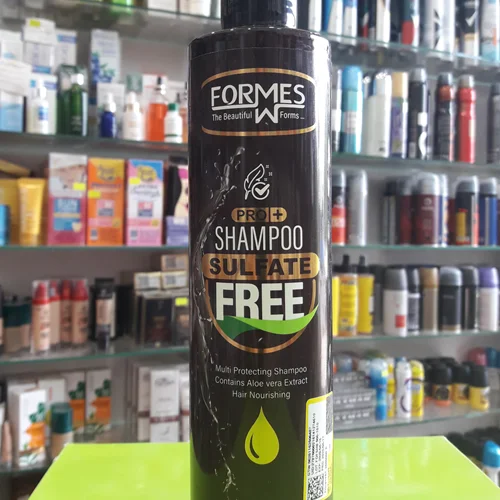 FORMES
The Beautiful Forms ...
PRO+
SHAMPOO
SULFATE
FREE
Multi Protecting Shampoo
Contains Aloe vera Extract
Hair Nourishing